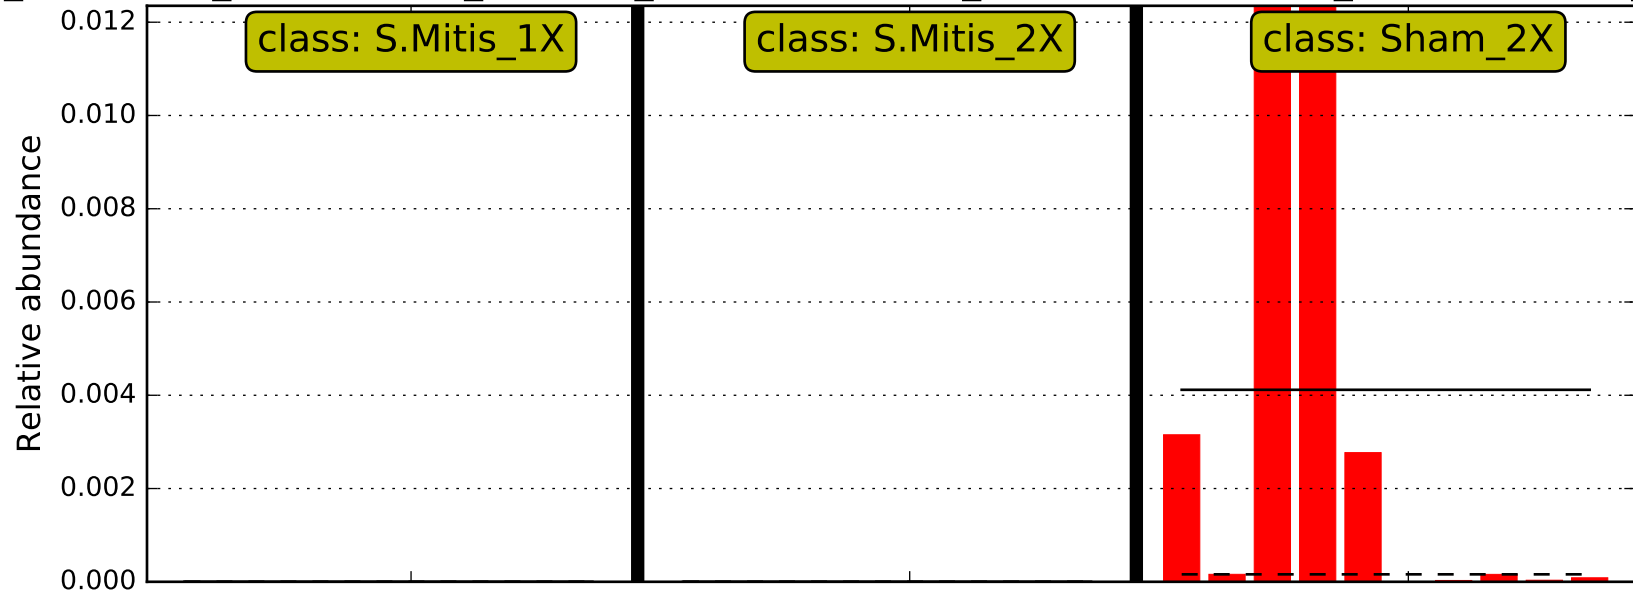 0.012
class: S.Mitis_1X
class: S.Mitis_2X
class: Sham_2X
0.010
0.008
0.006
0.004
0.002
0.000
Relative abundance